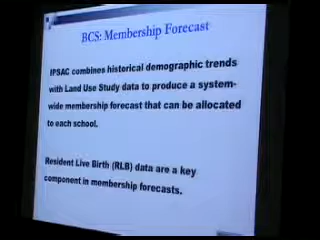 BCS: Membership Forecast
IPSAC combines historical demographic trends
with Land Use Study data to produce a system-
wide membership forecast that can be allocated
to each school.
Resident Live Birth (RLB) data are a key
component in membership forecasts.